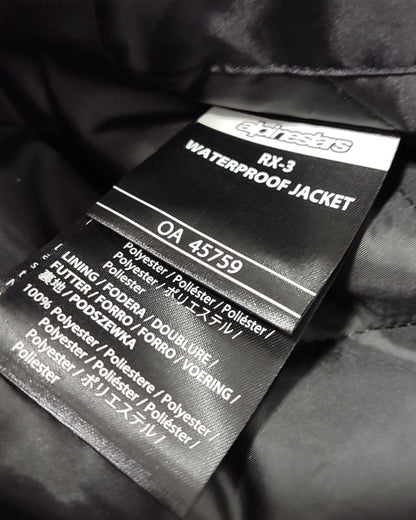 alpinestars
RX-3
WATERPROOF JACKET
OA 45759
Polyester / Poliéster /
Polyester / Poliéster / Poliéster /
Polyester / ポリエステル /
Poliester
LINING / FODERA / DOUBLURE /
FUTTER / FORRO / FORRO / VOERING /
裏地 / PODSZEWKA
100% Polyester / Poliestere /
Polyester / Polyester / Poliéster /
Poliéster / Polyester /
ポリエステル /
Poliester